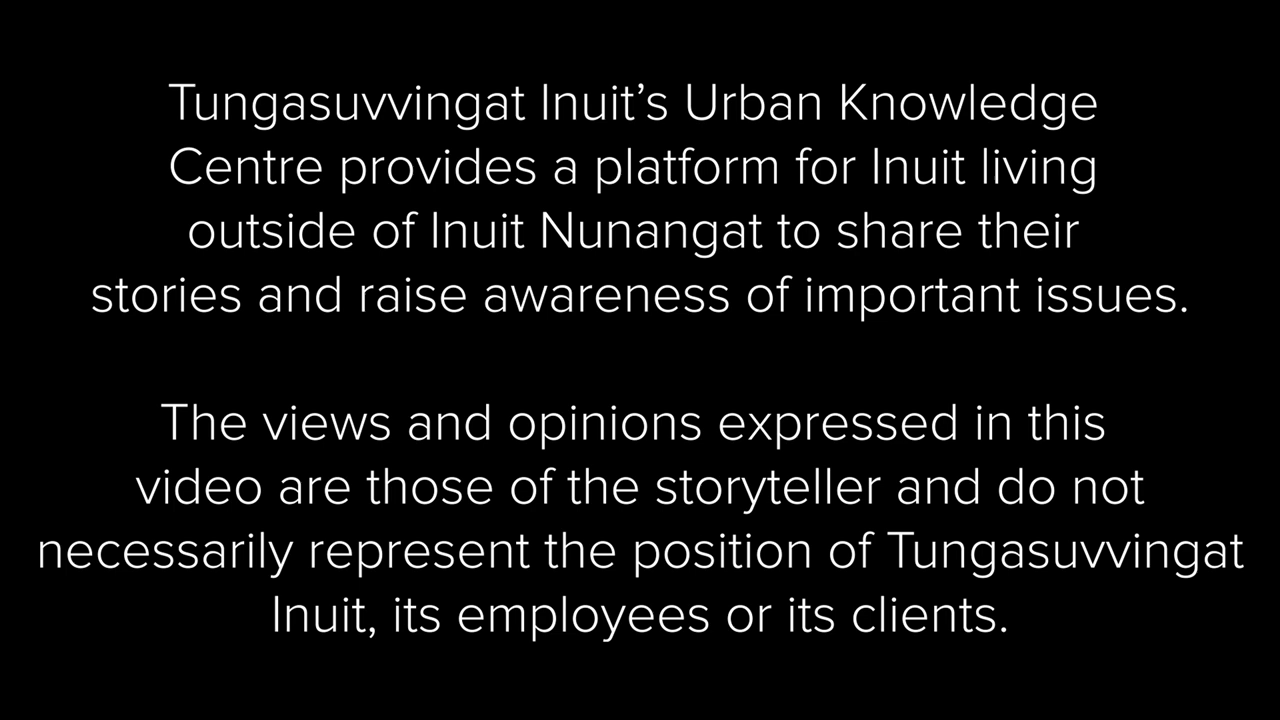 Tungasuvvingat Inuit’s Urban Knowledge
Centre provides a platform for Inuit living
outside of Inuit Nunangat to share their
stories and raise awareness of important issues.
The views and opinions expressed in this
video are those of the storyteller and do not
necessarily represent the position of Tungasuvvingat
Inuit, its employees or its clients.